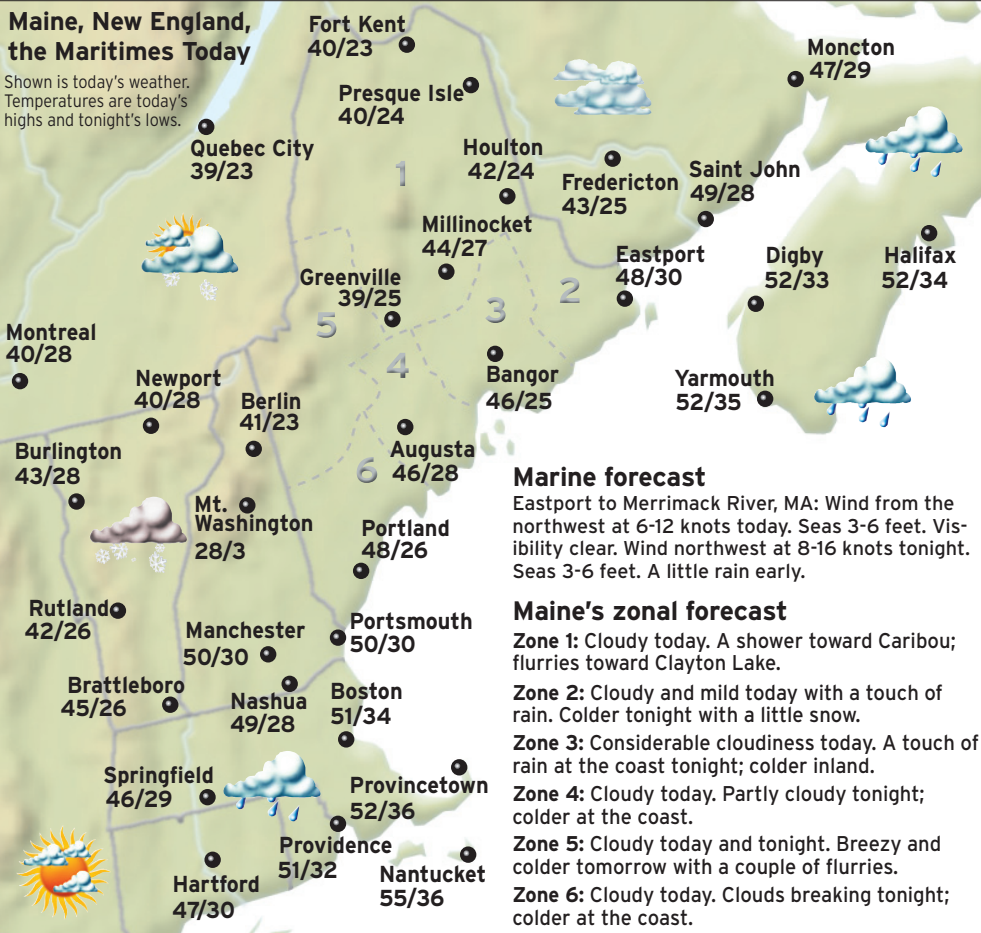 Maine, New England,
the Maritimes Today
Shown is today's weather.
Temperatures are today's
highs and tonight's lows.
Fort Kent
40/23
Moncton
47/29
Presque Isle
40/24
Quebec City
39/23
Houlton
42/24
1
Fredericton
43/25
Saint John
49/28
Millinocket
44/27
Eastport
48/30
Digby
52/33
Halifax
52/34
Greenville
39/25
2
3
5
Montreal
40/28
4
Newport
40/28
Berlin
41/23
Bangor
46/25
Yarmouth
52/35
Burlington
43/28
Augusta
46/28
6
Mt.
Washington
28/3
Portland
48/26
Rutland
42/26
Manchester
50/30
Portsmouth
50/30
Brattleboro
45/26
Nashua
49/28
Boston
51/34
Springfield
46/29
Provincetown
52/36
Providence
51/32
Nantucket
55/36
Hartford
47/30
Marine forecast
Eastport to Merrimack River, MA: Wind from the
northwest at 6-12 knots today. Seas 3-6 feet. Vis-
ibility clear. Wind northwest at 8-16 knots tonight.
Seas 3-6 feet. A little rain early.
Maine's zonal forecast
Zone 1: Cloudy today. A shower toward Caribou;
flurries toward Clayton Lake.
Zone 2: Cloudy and mild today with a touch of
rain. Colder tonight with a little snow.
Zone 3: Considerable cloudiness today. A touch of
rain at the coast tonight; colder inland.
Zone 4: Cloudy today. Partly cloudy tonight;
colder at the coast.
Zone 5: Cloudy today and tonight. Breezy and
colder tomorrow with a couple of flurries.
Zone 6: Cloudy today. Clouds breaking tonight;
colder at the coast.